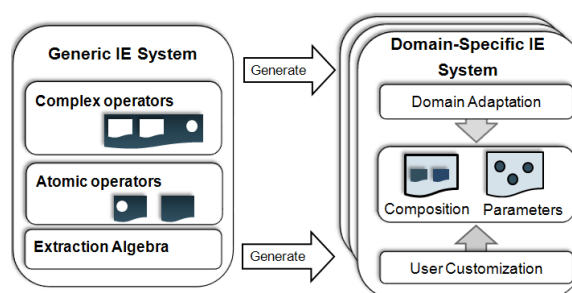 Generic IE System
Complex operators
Atomic operators
Extraction Algebra
Generate
Generate
Domain-Specific IE
System
Domain Adaptation
Composition
Parameters
User Customization